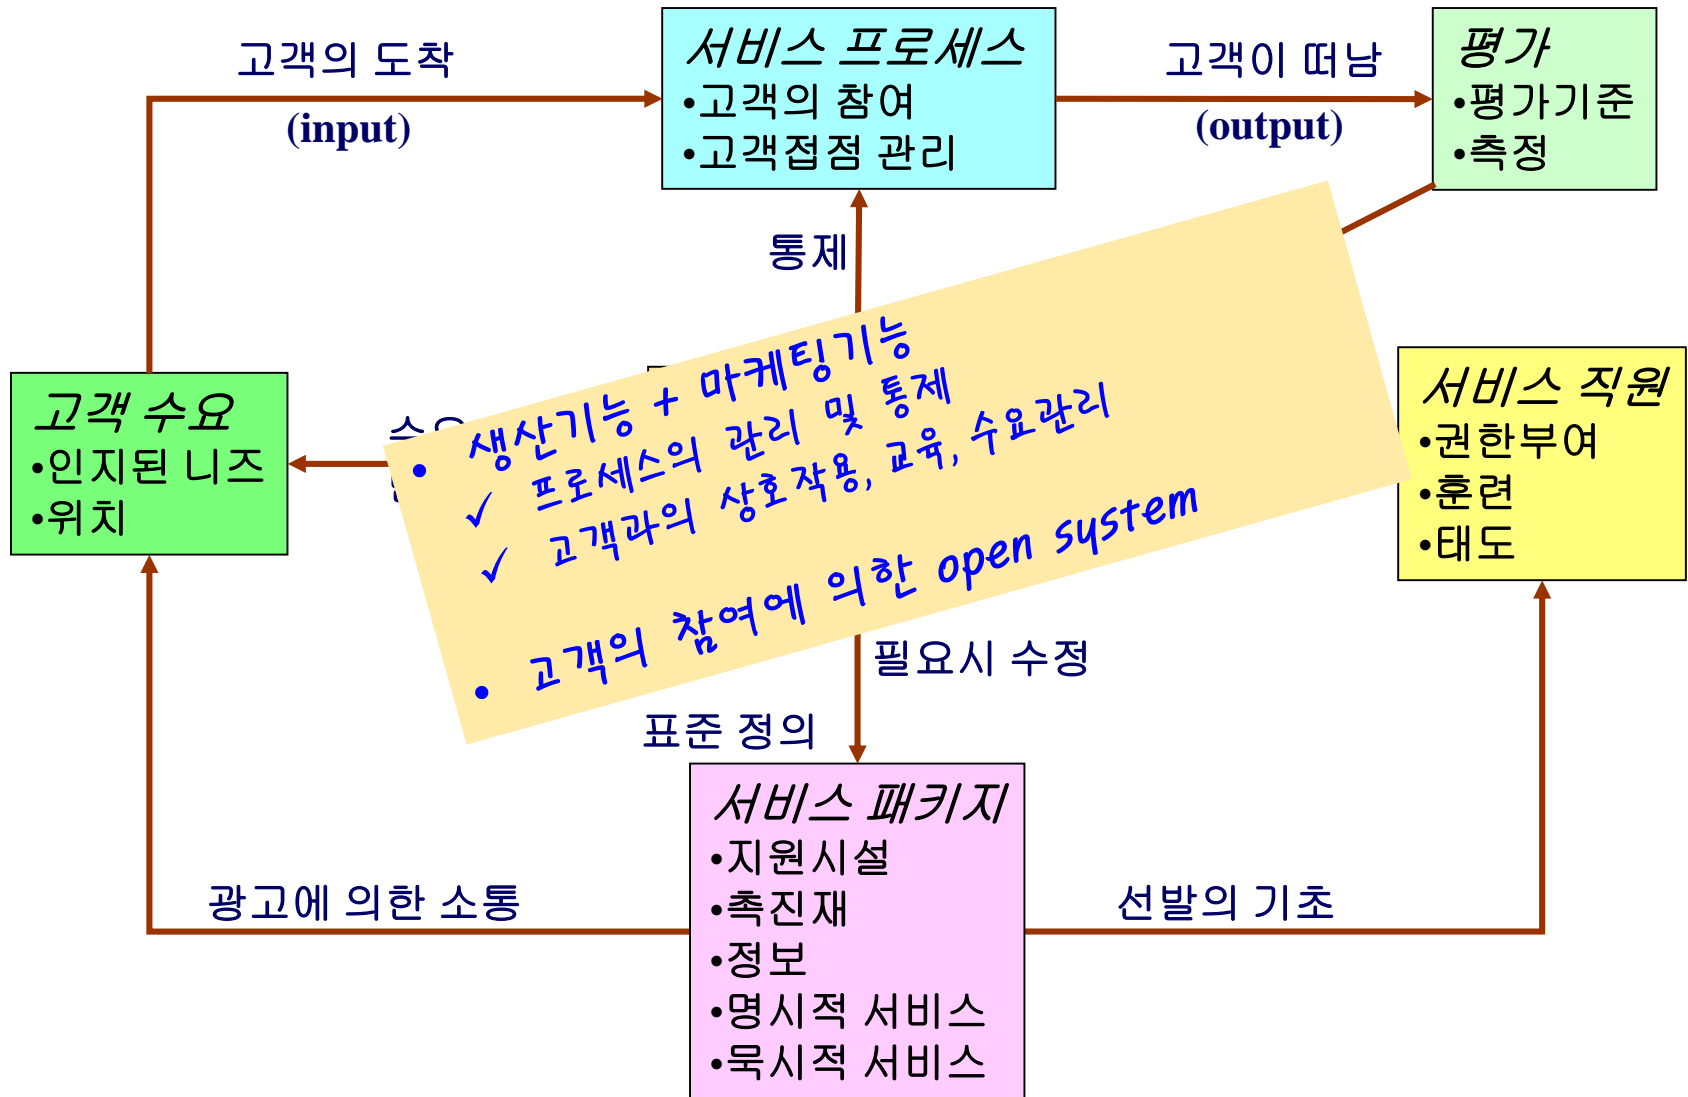 고객의 도착
(input)
서비스 프로세스
•고객의 참여
•고객접점 관리
고객이 떠남
(output)
평가
•평가기준
•측정
통제
고객 수요
•인지된 니즈
•위치
• 생산기능 + 마케팅기능
✓ 프로세스의 관리 및 통제
✓ 고객과의 상호작용, 교육, 수요관리
• 고객의 참여에 의한 open system
서비스 직원
•권한부여
•훈련
•태도
필요시 수정
표준 정의
서비스 패키지
•지원시설
•촉진재
•정보
•명시적 서비스
•묵시적 서비스
광고에 의한 소통
선발의 기초